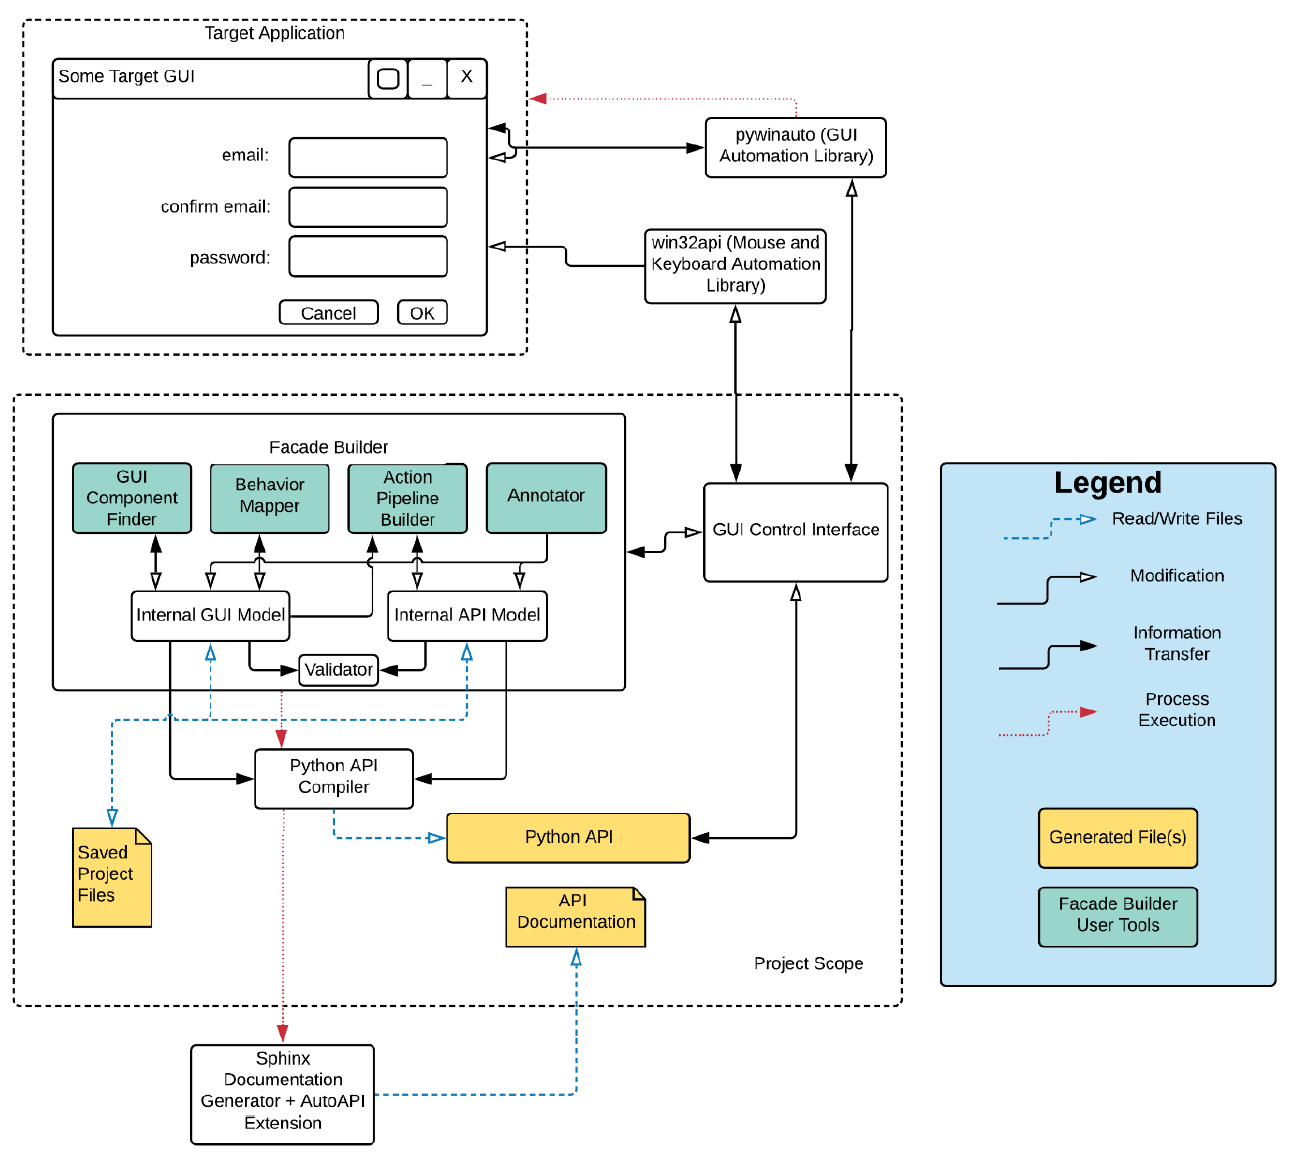 Target Application
Some Target GUI
_
X
email:
confirm email:
password:
Cancel
OK
pywinauto (GUI
Automation Library)
win32api (Mouse and
Keyboard Automation
Library)
Facade Builder
GUI
Component
Finder
Behavior
Mapper
Action
Pipeline
Builder
Annotator
GUI Control Interface
Internal GUI Model
Internal API Model
Validator
Python API
Compiler
Python API
Saved
Project
Files
API
Documentation
Project Scope
Sphinx
Documentation
Generator + AutoAPI
Extension
Legend
Read/Write Files
Modification
Information
Transfer
Process
Execution
Generated File(s)
Facade Builder
User Tools